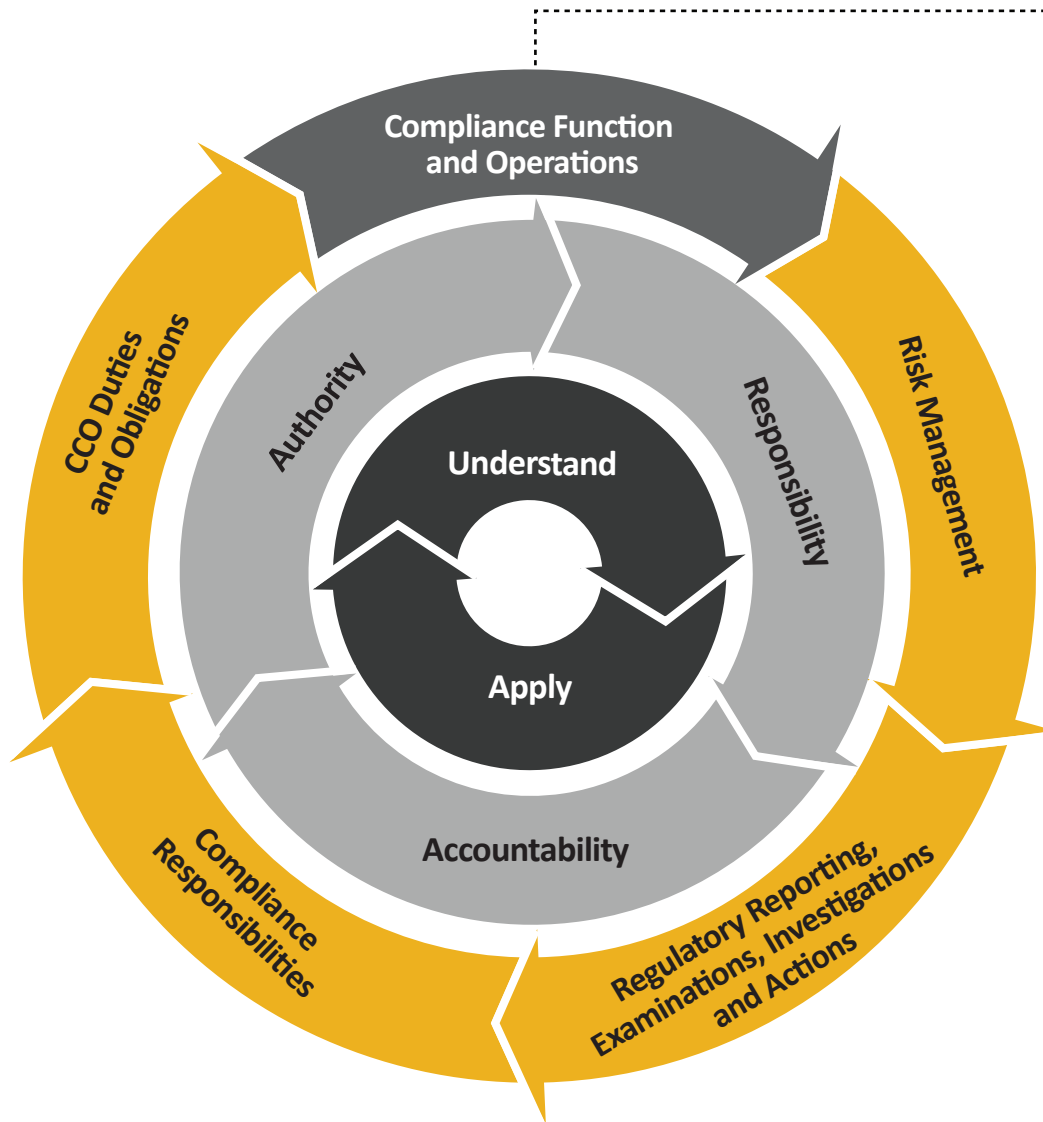 Compliance Function
and Operations
Risk Management
Regulatory Reporting,
Examinations, Investigations
and Actions
Compliance
Responsibilities
CCO Duties
and Obligations
Authority
Responsibility
Accountability
Understand
Apply